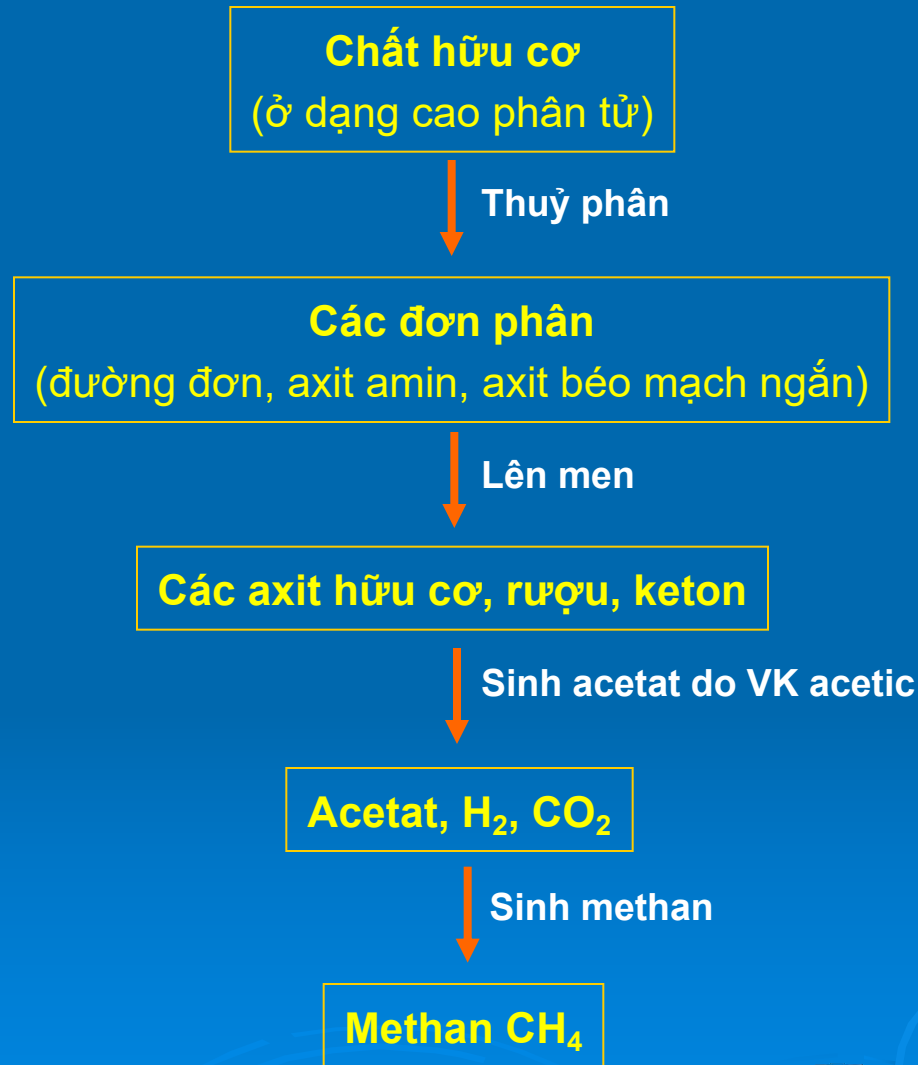 Chất hữu cơ
(ở dạng cao phân tử)
Thuỷ phân
Các đơn phân
(đường đơn, axit amin, axit béo mạch ngắn)
Lên men
Các axit hữu cơ, rượu, keton
Sinh acetat do VK acetic
Acetat, H₂, CO₂
Sinh methan
Methan CH₄